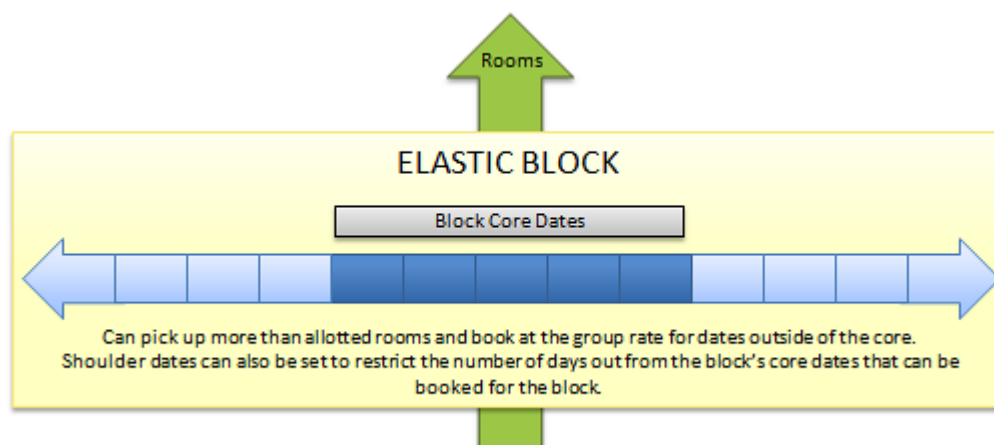 Rooms
ELASTIC BLOCK
Block Core Dates
Can pick up more than allotted rooms and book at the group rate for dates outside of the core.
Shoulder dates can also be set to restrict the number of days out from the block's core dates that can be
booked for the block.